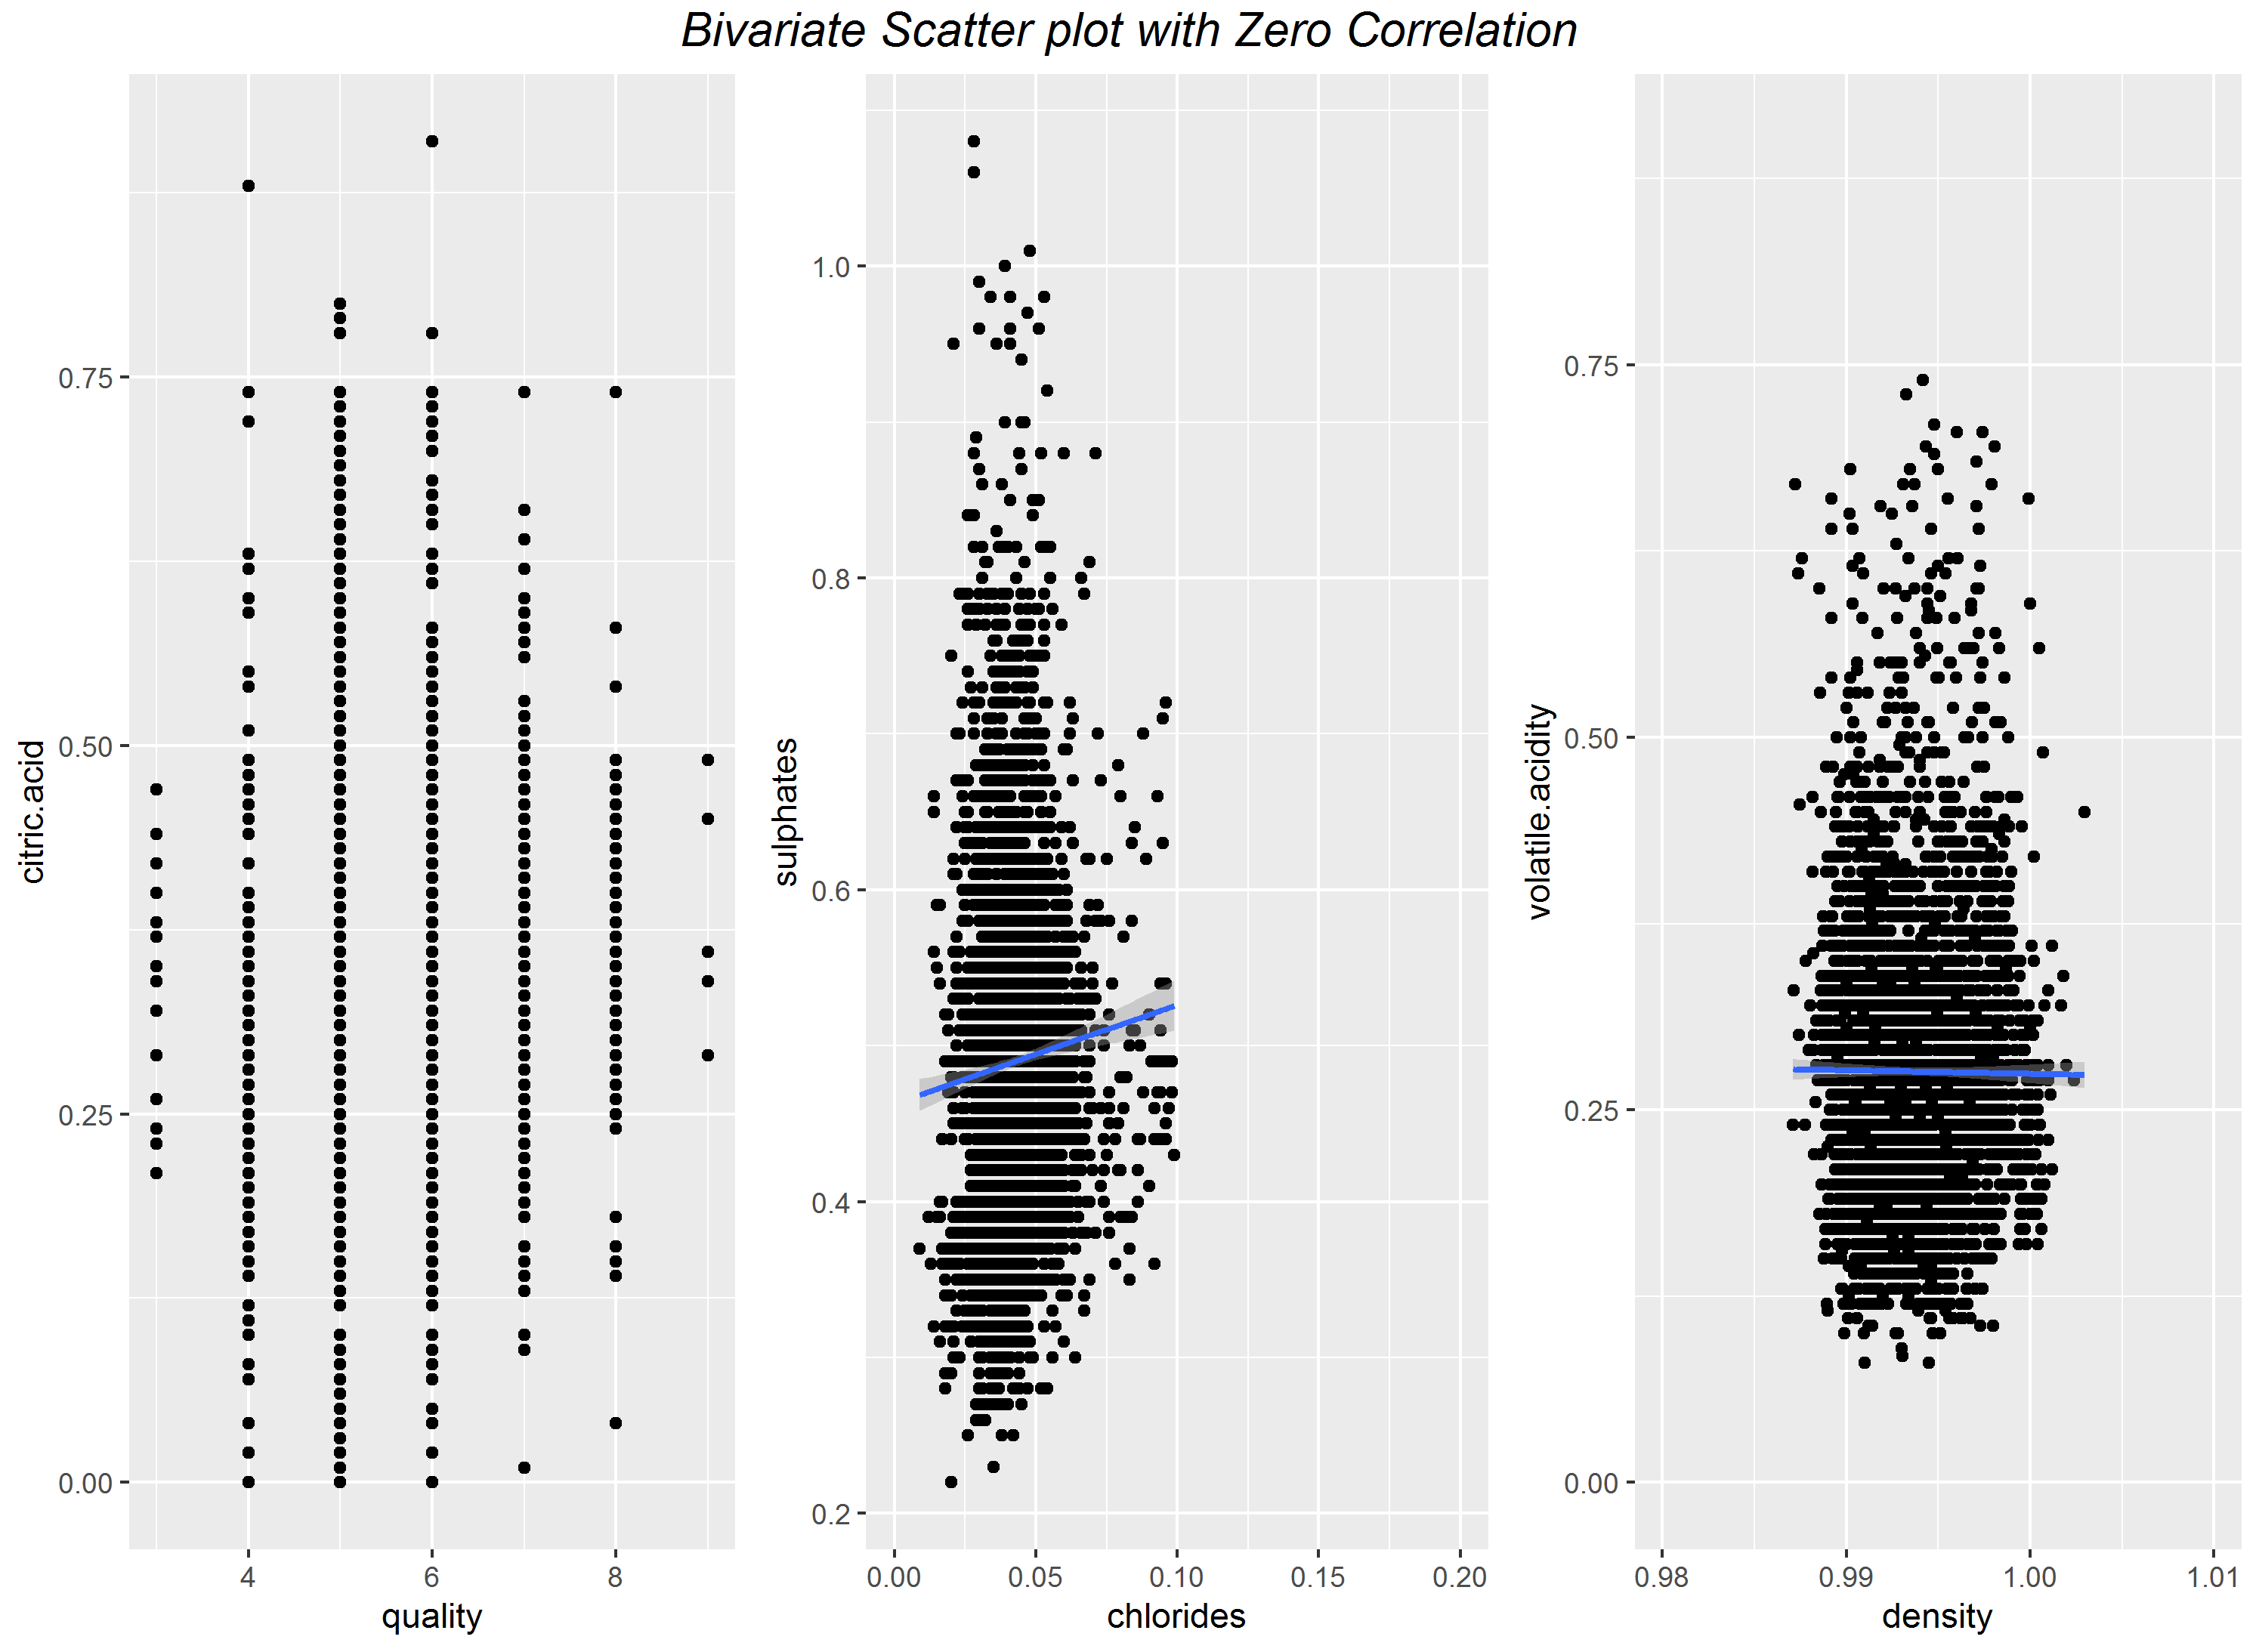 Bivariate Scatter plot with Zero Correlation
citric.acid
0.75
0.50
0.25
0.00
4 6 8
quality
sulphates
1.0
0.8
0.6
0.4
0.2
0.00 0.05 0.10 0.15 0.20
chlorides
volatile.acidity
0.75
0.50
0.25
0.00
0.98 0.99 1.00 1.01
density